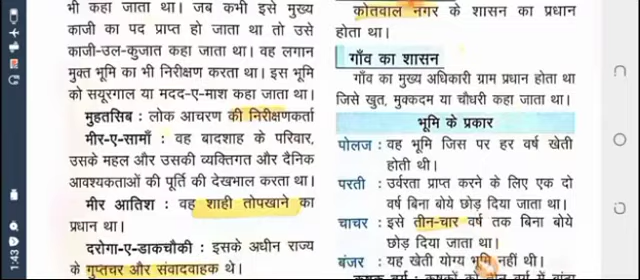 भी कहा जाता था। जब कभी इसे मुख्य
काजी का पद प्राप्त हो जाता था तो उसे
काजी-उल-कुजात कहा जाता था। वह लगान
मुक्त भूमि का भी निरीक्षण करता था। इस भूमि
को सयूरगाल या मदद-ए-माश कहा जाता था।
मुहतसिब : लोक आचरण की निरीक्षणकर्ता
मीर-ए-सामाँ : वह बादशाह के परिवार,
उसके महल और उसकी व्यक्तिगत और दैनिक
आवश्यकताओं की पूर्ति की देखभाल करता था।
मीर आतिश : वह शाही तोपखाने का
प्रधान था।
दरोगा-ए-डाकचौकी : इसके अधीन राज्य
के गुप्तचर और संवादवाहक थे।
कोतवाल नगर के शासन का प्रधान
होता था।
गाँव का शासन
गाँव का मुख्य अधिकारी ग्राम प्रधान होता था
जिसे खुत, मुक्कदम या चौधरी कहा जाता था।
भूमि के प्रकार
पोलज : वह भूमि जिस पर हर वर्ष खेती
होती थी।
परती : उर्वरता प्राप्त करने के लिए एक दो
वर्ष बिना बोये छोड़ दिया जाता था।
चाचर : इसे तीन-चार वर्ष तक बिना बोये
छोड़ दिया जाता था।
बंजर : यह खेती योग्य भूमि नहीं थी।
1:43